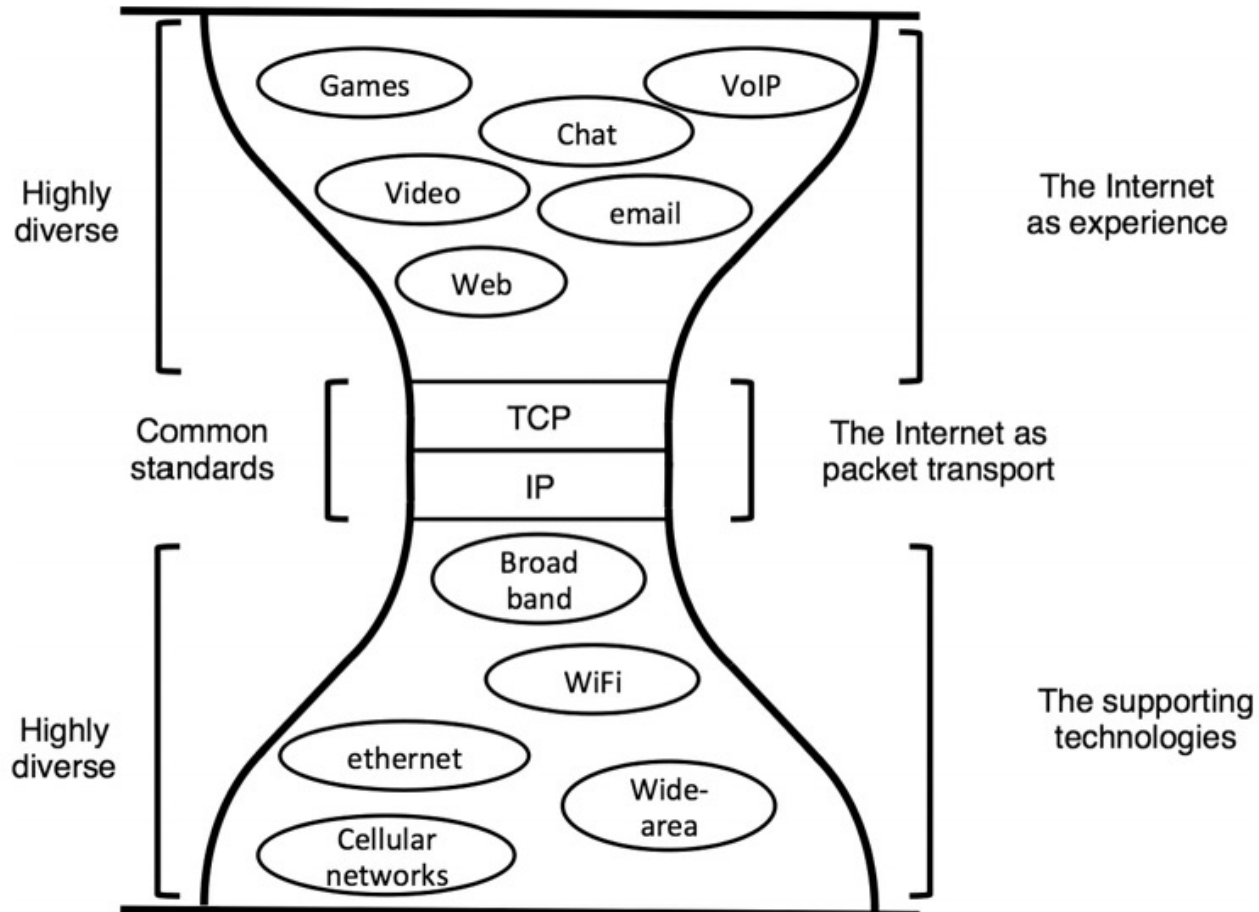 Games
VoIP
Chat
Video
email
Web
Highly
diverse
The Internet
as experience
TCP
IP
Common
standards
The Internet as
packet transport
Broad
band
WiFi
ethernet
Wide-
area
Cellular
networks
Highly
diverse
The supporting
technologies